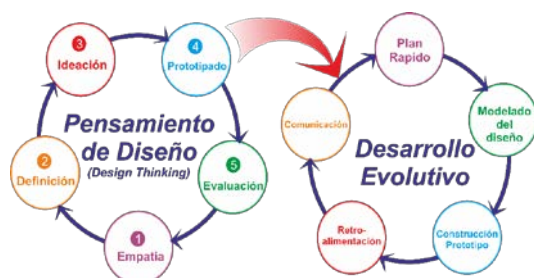 3
Ideación
4
Prototipado
2
Definición
5
Evaluación
1
Empatia
Pensamiento
de Diseño
(Design Thinking)
Plan
Rapido
Comunicación
Modelado
del
diseño
Retro-
alimentación
Construcción
Prototipo
Desarrollo
Evolutivo